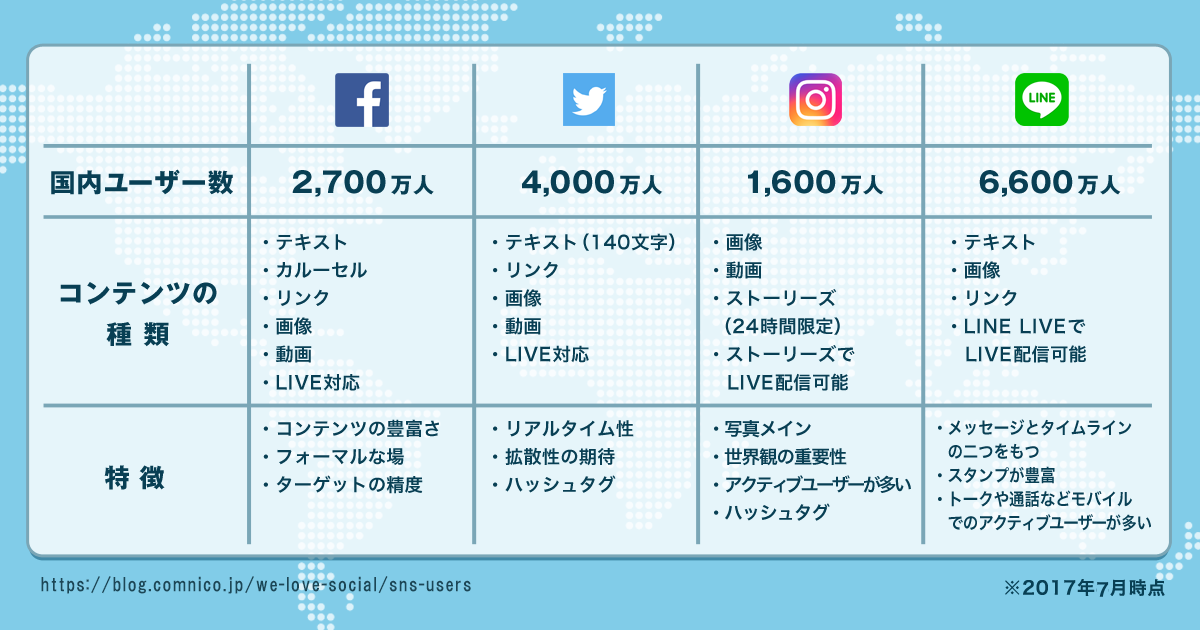 LINE
国内ユーザー数
2,700万人
4,000万人
1,600万人
6,600万人
コンテンツの
種類
・テキスト
・カルーセル
・リンク
・画像
・動画
・LIVE対応
・テキスト(140文字)
・リンク
・画像
・動画
・LIVE対応
・画像
・動画
・ストーリーズ
(24時間限定)
・ストーリーズで
LIVE配信可能
・テキスト
・画像
・リンク
・LINE LIVEで
LIVE配信可能
特徴
・コンテンツの豊富さ
・フォーマルな場
・ターゲットの精度
・リアルタイム性
・拡散性の期待
・ハッシュタグ
・写真メイン
・世界観の重要性
・アクティブユーザーが多い
・ハッシュタグ
・メッセージとタイムライン
の二つをもつ
・スタンプが豊富
・トークや通話などモバイル
でのアクティブユーザーが多い
https://blog.comnico.jp/we-love-social/sns-users
※2017年7月時点